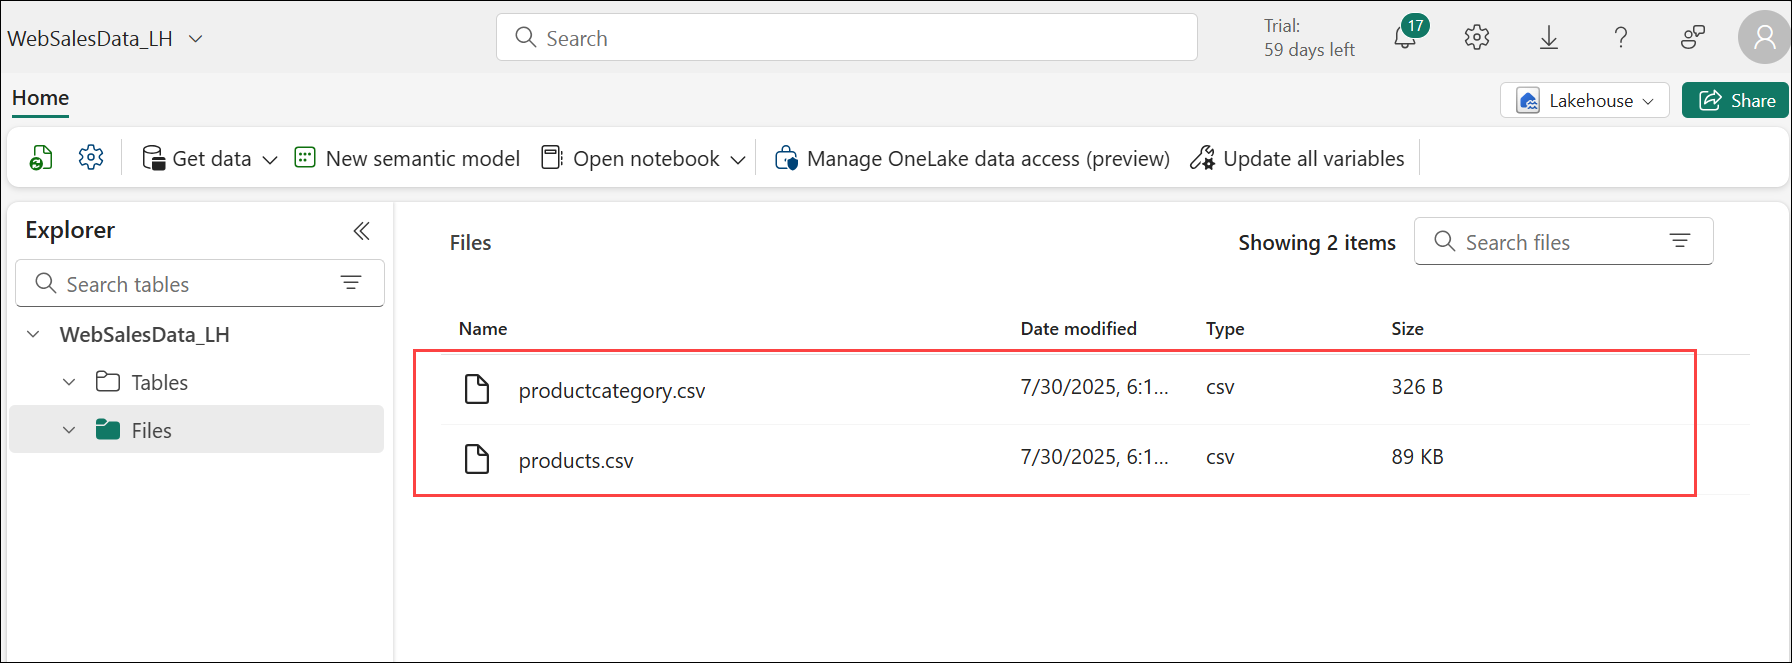 WebSalesData_LH
Search
Trial:
59 days left
17
Home
Lakehouse
Share
Get data
New semantic model
Open notebook
Manage OneLake data access (preview)
Update all variables
Explorer
Search tables
WebSalesData_LH
Tables
Files
Files
Showing 2 items
Search files
Name Date modified Type Size
productcategory.csv 7/30/2025, 6:1... csv 326 B
products.csv 7/30/2025, 6:1... csv 89 KB